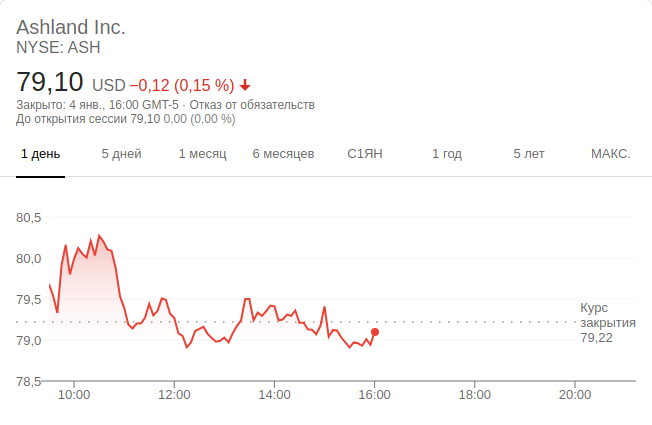 Ashland Inc.
NYSE: ASH
79,10 USD −0,12 (0,15 %)
Закрыто: 4 янв., 16:00 GMT-5 · Отказ от обязательств
До открытия сессии 79,10 0,00 (0,00 %)
1 день 5 дней 1 месяц 6 месяцев С1ЯН 1 год 5 лет МАКС.
80,5
80,0
79,5
Курс
закрытия
79,22
79,0
78,5
10:00 12:00 14:00 16:00 18:00 20:00